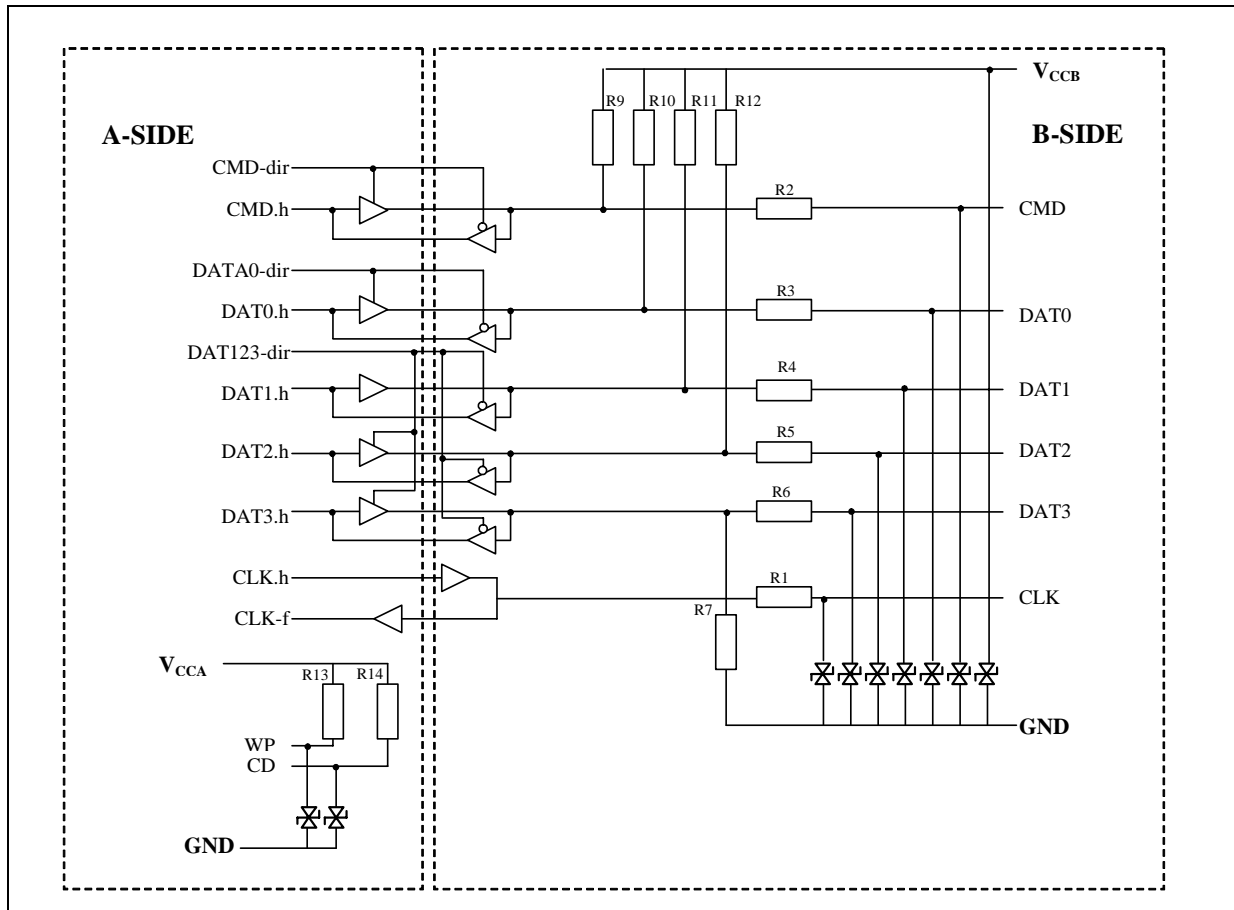 V_CCB
R9 R10 R11 R12
A-SIDE B-SIDE
CMD-dir
R2
CMD.h CMD
DATA0-dir
R3
DAT0.h DAT0
DAT123-dir
R4
DAT1.h DAT1
R5
DAT2.h DAT2
R6
DAT3.h DAT3
R1
CLK.h CLK
CLK-f R7
V_CCA
R13 R14
WP
CD
GND
GND